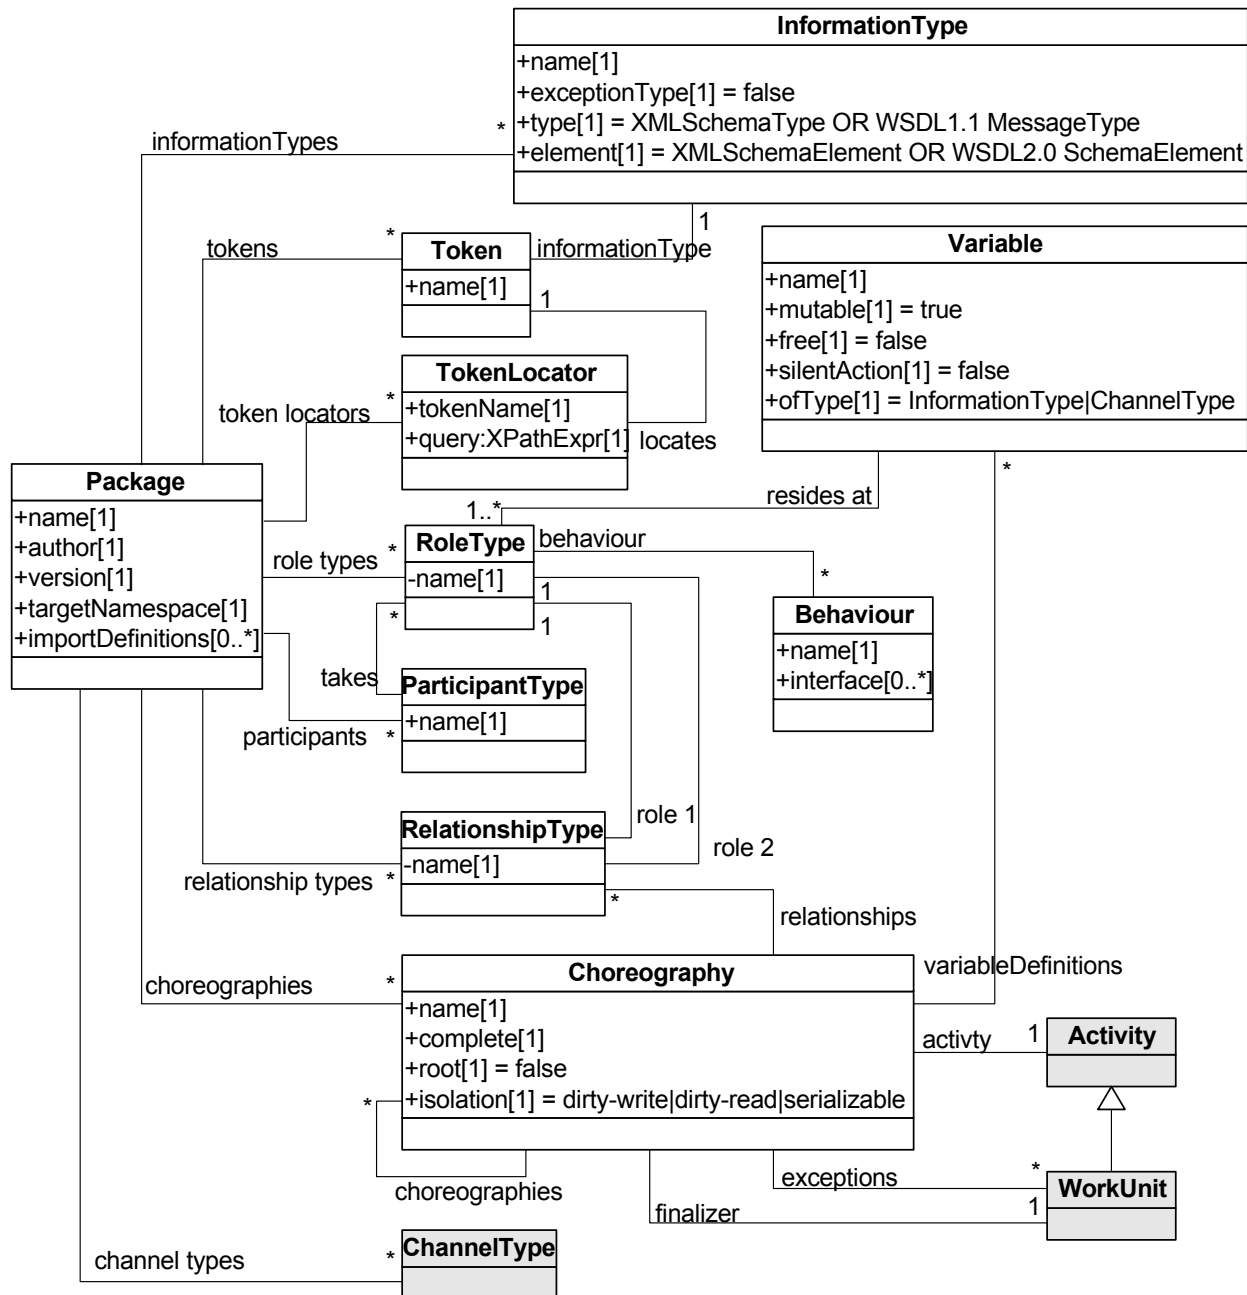 InformationType
+name[1]
+exceptionType[1] = false
+type[1] = XMLSchemaType OR WSDL1.1 MessageType
+element[1] = XMLSchemaElement OR WSDL2.0 SchemaElement
informationTypes
*
1
tokens
*
Token
+name[1]
informationType
1
Variable
+name[1]
+mutable[1] = true
+free[1] = false
+silentAction[1] = false
+ofType[1] = InformationType|ChannelType
token locators
*
TokenLocator
+tokenName[1]
+query:XPathExpr[1]
locates
Package
+name[1]
+author[1]
+version[1]
+targetNamespace[1]
+importDefinitions[0..*]
*
resides at
1..*
role types
*
RoleType
-name[1]
behaviour
*
1
1
*
Behaviour
+name[1]
+interface[0..*]
takes
ParticipantType
+name[1]
participants
*
role 1
role 2
RelationshipType
-name[1]
relationship types
*
*
relationships
choreographies
*
Choreography
+name[1]
+complete[1]
+root[1] = false
+isolation[1] = dirty-write|dirty-read|serializable
variableDefinitions
activty
1
Activity
*
choreographies
exceptions
*
finalizer
1
WorkUnit
channel types
*
ChannelType